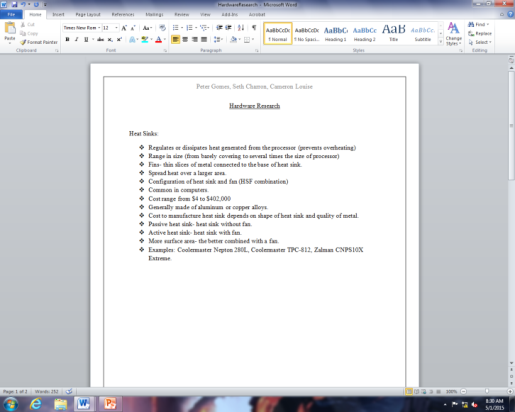 HardwareResearch - Microsoft Word
File Home Insert Page Layout References Mailings Review View Add-Ins Acrobat
Cut
Copy
Format Painter
Paste
Times New Rom 12
AaBbCcDc AaBbCcDc AaBbC AaBbCc AaB AaBbCc.
¶ Normal ¶ No Spaci... Heading 1 Heading 2 Title Subtitle
Change Styles
Find
Replace
Select
Clipboard Font Paragraph Styles Editing
Peter Gomes, Seth Charron, Cameron Louise
Hardware Research
Heat Sinks:
❖ Regulates or dissipates heat generated from the processor (prevents overheating)
❖ Range in size (from barely covering to several times the size of processor)
❖ Fins- thin slices of metal connected to the base of heat sink.
❖ Spread heat over a larger area.
❖ Configuration of heat sink and fan (HSF combination)
❖ Common in computers.
❖ Cost range from $4 to $402,000
❖ Generally made of aluminum or copper alloys.
❖ Cost to manufacture heat sink depends on shape of heat sink and quality of metal.
❖ Passive heat sink- heat sink without fan.
❖ Active heat sink- heat sink with fan.
❖ More surface area- the better combined with a fan.
❖ Examples: Coolermaster Nepton 280L, Coolermaster TPC-812, Zalman CNPS10X
Extreme.
Page: 1 of 2 Words: 252
100%
8:30 AM
5/1/2015